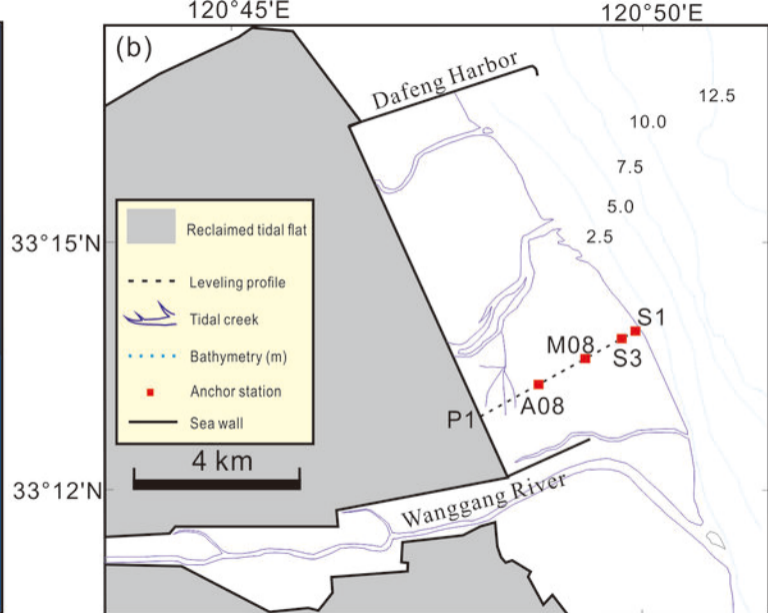 120°45'E
120°50'E
(b)
Dafeng Harbor
12.5
10.0
7.5
5.0
2.5
33°15'N
Reclaimed tidal flat
Leveling profile
Tidal creek
Bathymetry (m)
Anchor station
Sea wall
4 km
S1
M08
S3
A08
P1
33°12'N
Wanggang River